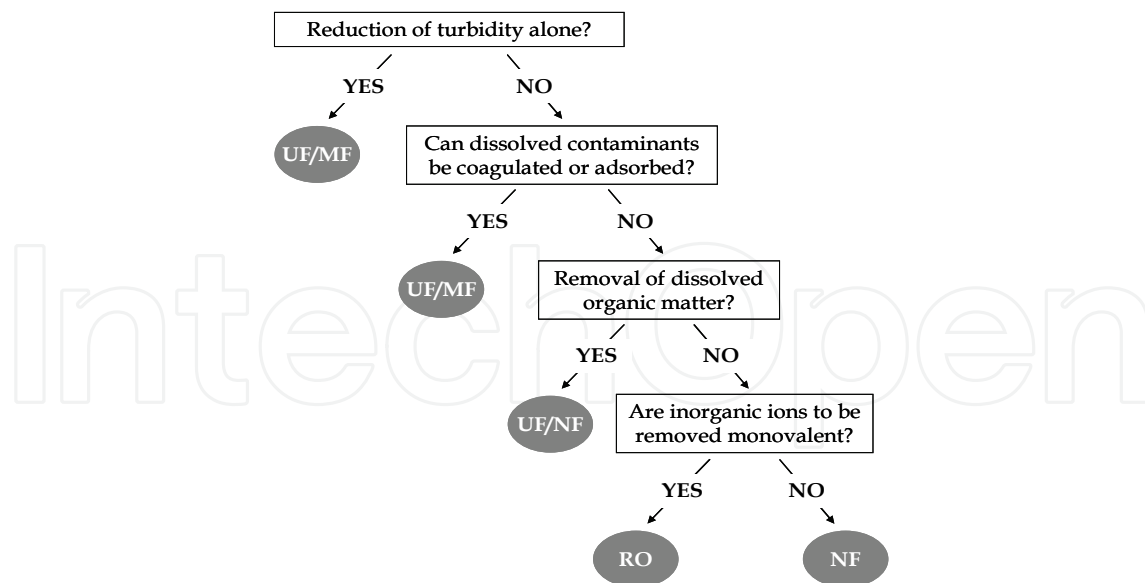 Reduction of turbidity alone?
YES
NO
UF/MF
Can dissolved contaminants
be coagulated or adsorbed?
YES
NO
UF/MF
Removal of dissolved
organic matter?
YES
NO
UF/NF
Are inorganic ions to be
removed monovalent?
YES
NO
RO
NF
IntechOpen